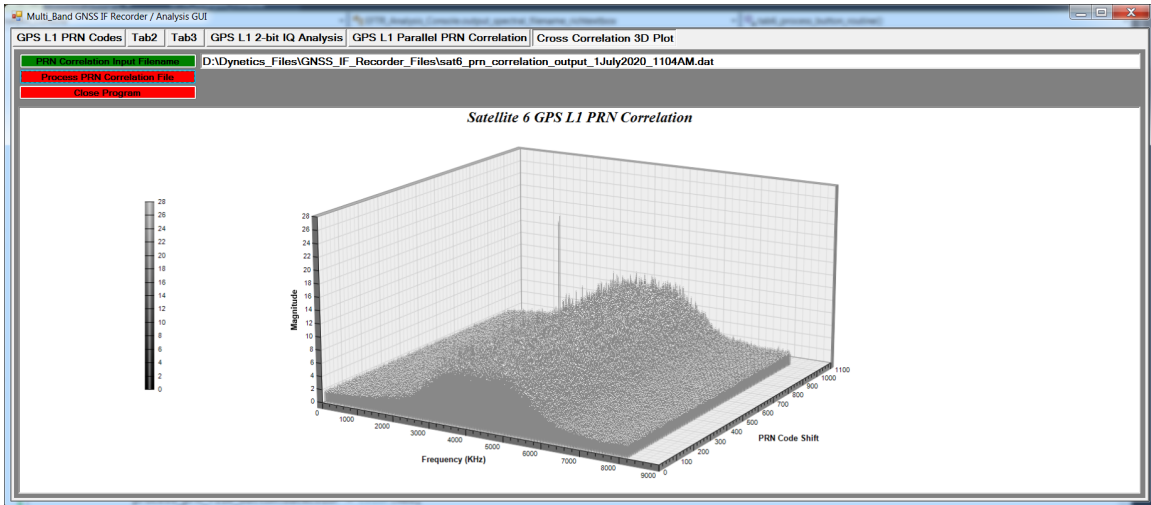 Multi_Band GNSS IF Recorder / Analysis GUI
GPS L1 PRN Codes Tab2 Tab3 GPS L1 2-bit IQ Analysis GPS L1 Parallel PRN Correlation Cross Correlation 3D Plot
PRN Correlation Input Filename D:\Dynetics_Files\GNSS_IF_Recorder_Files\sat6_prn_correlation_output_1July2020_1104AM.dat
Process PRN Correlation File
Close Program
Satellite 6 GPS L1 PRN Correlation
28
26
24
22
20
18
16
14
12
10
8
6
4
2
0
Magnitude
28
26
24
22
20
18
16
14
12
10
8
6
4
2
0
0 1000 2000 3000 4000 5000 6000 7000 8000 9000
Frequency (KHz)
0 100 200 300 400 500 600 700 800 900 1000 1100
PRN Code Shift